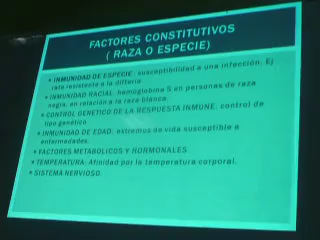 FACTORES CONSTITUTIVOS
( RAZA O ESPECIE)
INMUNIDAD DE ESPECIE: susceptibilidad a una infección. Ej
rata resistente a la difteria
INMUNIDAD RACIAL: hemoglobina S en personas de raza
negra, en relación a la raza blanca.
CONTROL GENETICO DE LA RESPUESTA INMUNE: control de
tipo genético
INMUNIDAD DE EDAD: extremos de vida susceptible a
enfermedades.
FACTORES METABOLICOS Y HORMONALES
TEMPERATURA: Afinidad por la temperatura corporal.
SISTEMA NERVIOSO.